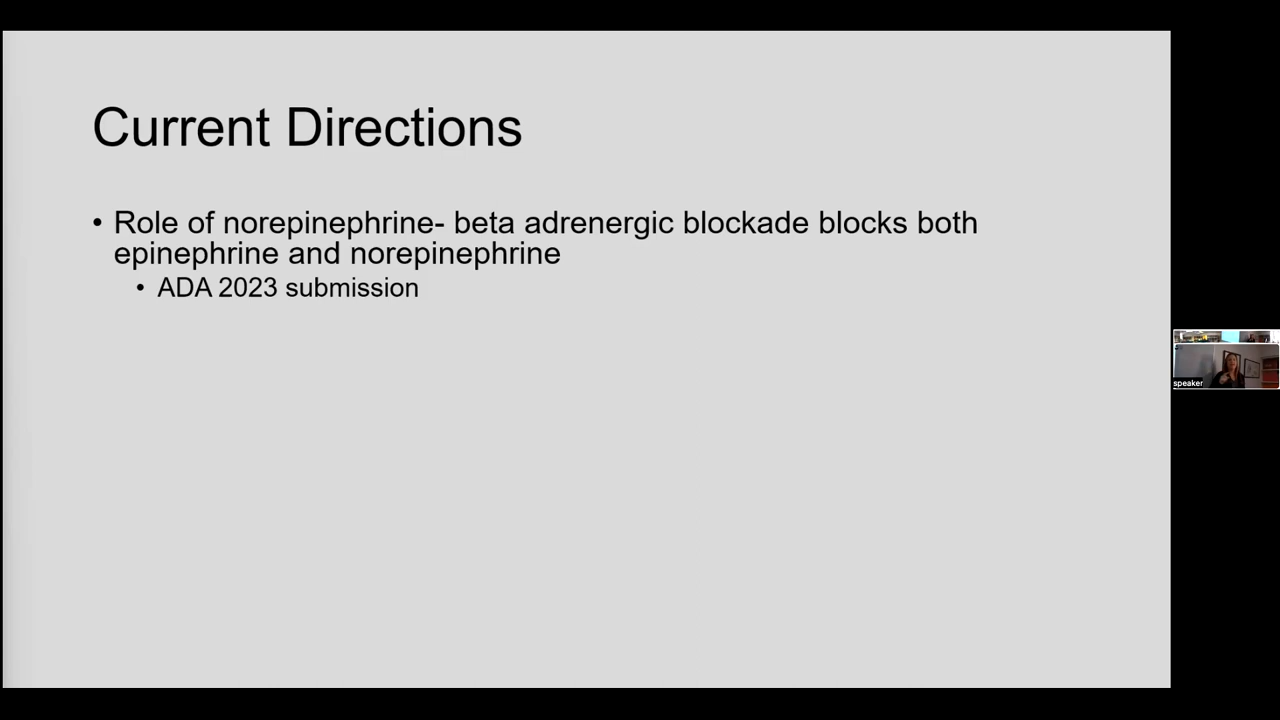 Current Directions
• Role of norepinephrine- beta adrenergic blockade blocks both
epinephrine and norepinephrine
• ADA 2023 submission
speaker